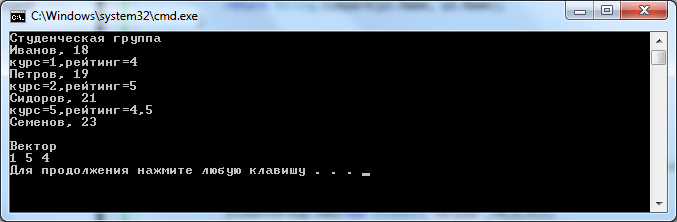 C:\Windows\system32\cmd.exe
Студенческая группа
Иванов, 18
курс=1,рейтинг=4
Петров, 19
курс=2,рейтинг=5
Сидоров, 21
курс=5,рейтинг=4,5
Семенов, 23
Вектор
1 5 4
Для продолжения нажмите любую клавишу . . . _